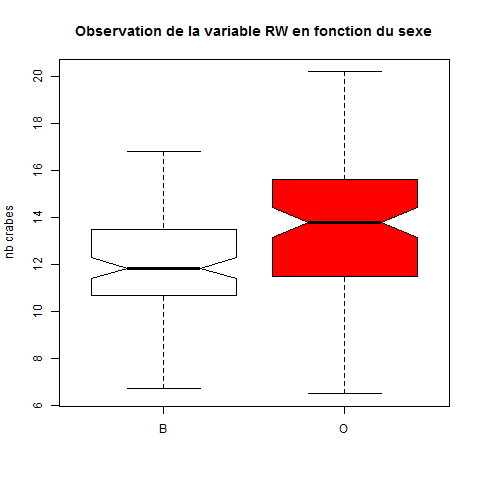 Observation de la variable RW en fonction du sexe
nb crabes
20
18
16
14
12
10
8
6
B O